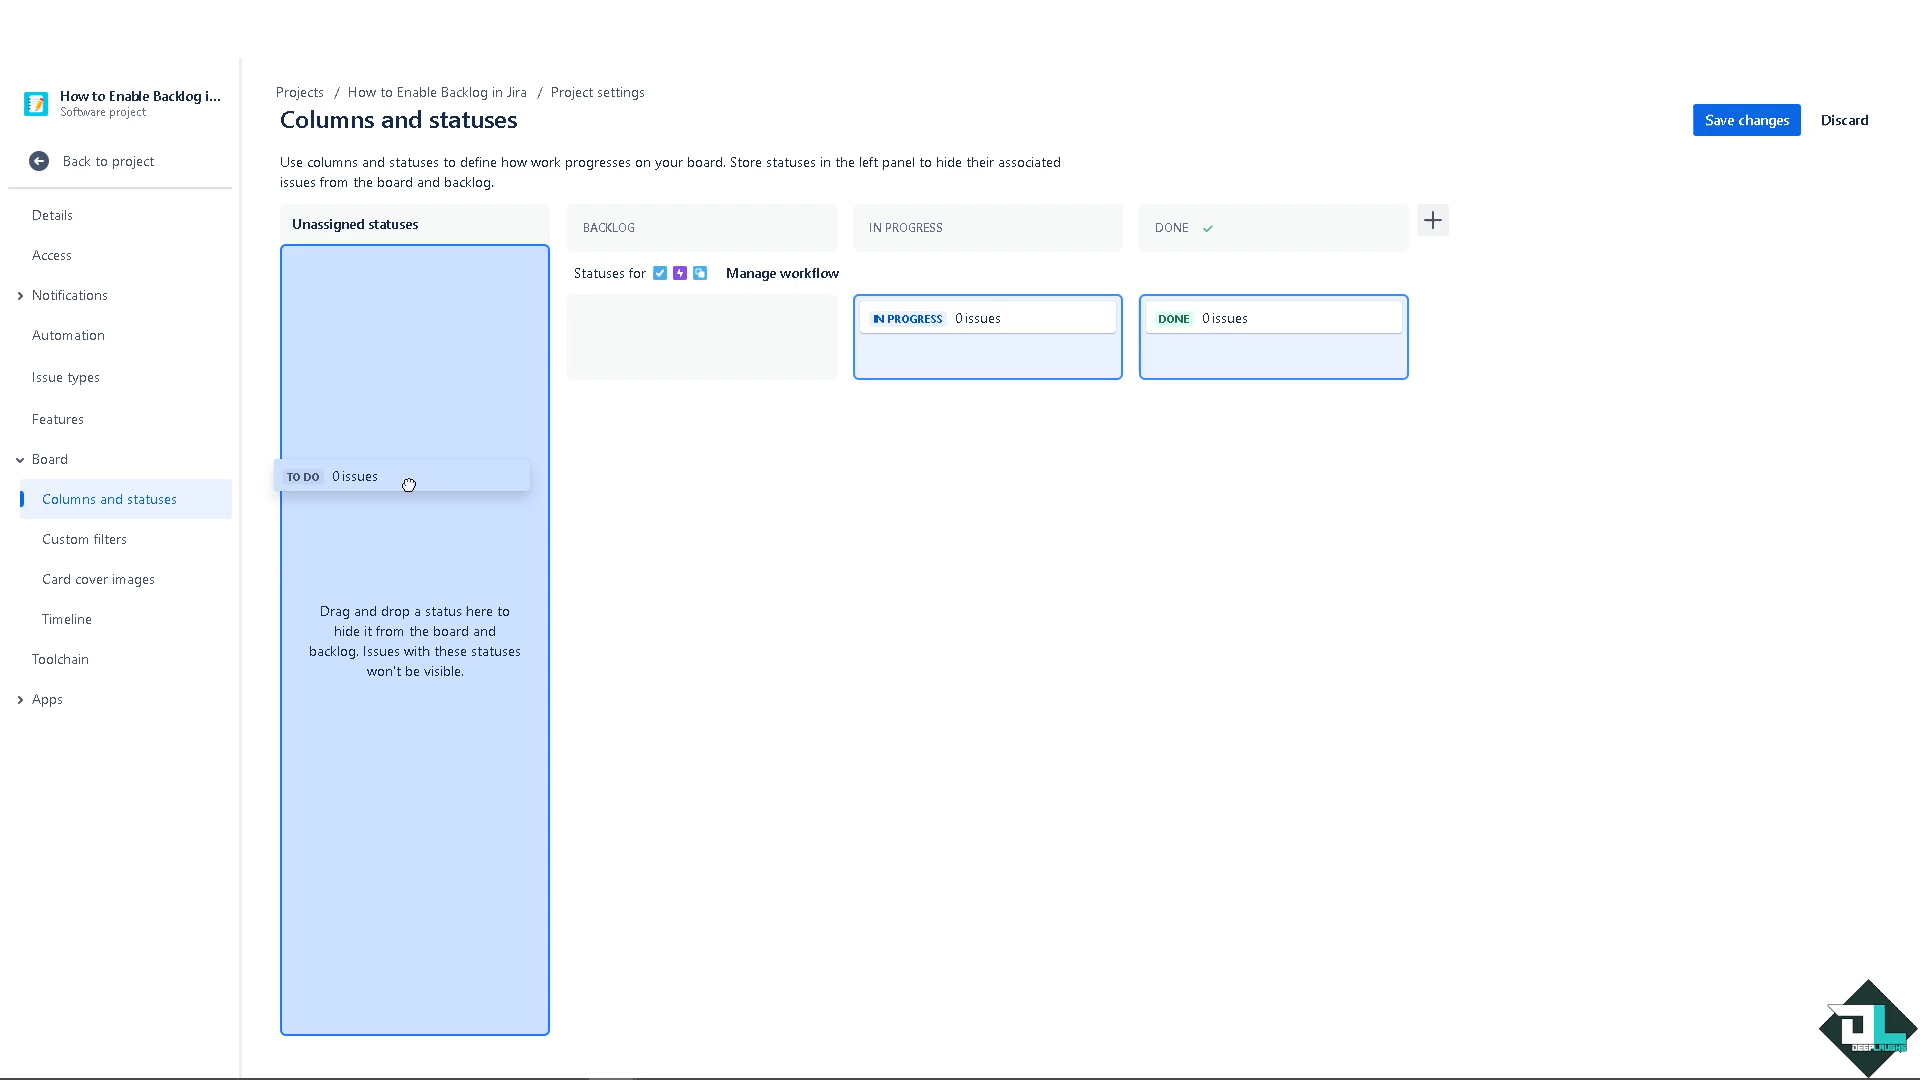 How to Enable Backlog i...
Software project
Back to project
Details
Access
Notifications
Automation
Issue types
Features
Board
Columns and statuses
Custom filters
Card cover images
Timeline
Toolchain
Apps
Projects / How to Enable Backlog in Jira / Project settings
Columns and statuses
Save changes
Discard
Use columns and statuses to define how work progresses on your board. Store statuses in the left panel to hide their associated
issues from the board and backlog.
Unassigned statuses
BACKLOG
IN PROGRESS
DONE
Statuses for
Manage workflow
IN PROGRESS 0 issues
DONE 0 issues
TO DO 0 issues
Drag and drop a status here to
hide it from the board and
backlog. Issues with these statuses
won't be visible.
DL
DEEPLAUGHS